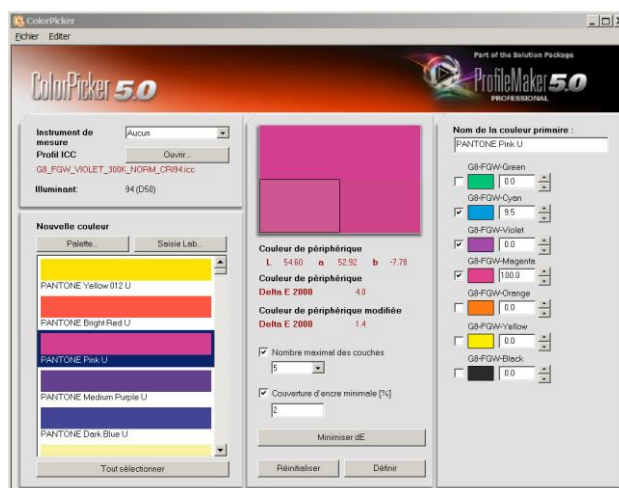 ColorPicker
Fichier Editer
ColorPicker 5.0
Part of the Solution Package
ProfileMaker 5.0
PROFESSIONAL
Instrument de mesure
Aucun
Profil ICC
Ouvrir...
G8_FGW_VIOLET_300K_NORM_CRI94.icc
Illuminant:
94 (D50)
Nouvelle couleur
Palette...
Saisie Lab...
PANTONE Yellow 012 U
PANTONE Bright Red U
PANTONE Pink U
PANTONE Medium Purple U
PANTONE Dark Blue U
Tout sélectionner
Couleur de périphérique
L 54.60 a 52.92 b -7.78
Couleur de périphérique
Delta E 2000 4.0
Couleur de périphérique modifiée
Delta E 2000 1.4
Nombre maximal des couches
5
Couverture d'encre minimale [%]
2
Minimiser dE
Réinitialiser
Définir
Nom de la couleur primaire :
PANTONE Pink U
G8-FGW-Green
0.0
G8-FGW-Cyan
9.5
G8-FGW-Violet
0.0
G8-FGW-Magenta
100.0
G8-FGW-Orange
0.0
G8-FGW-Yellow
0.0
G8-FGW-Black
0.0